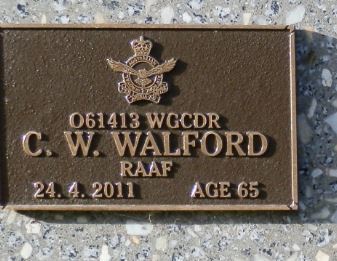 O61413 WGCDR
C. W. WALFORD
RAAF
24. 4. 2011 AGE 65